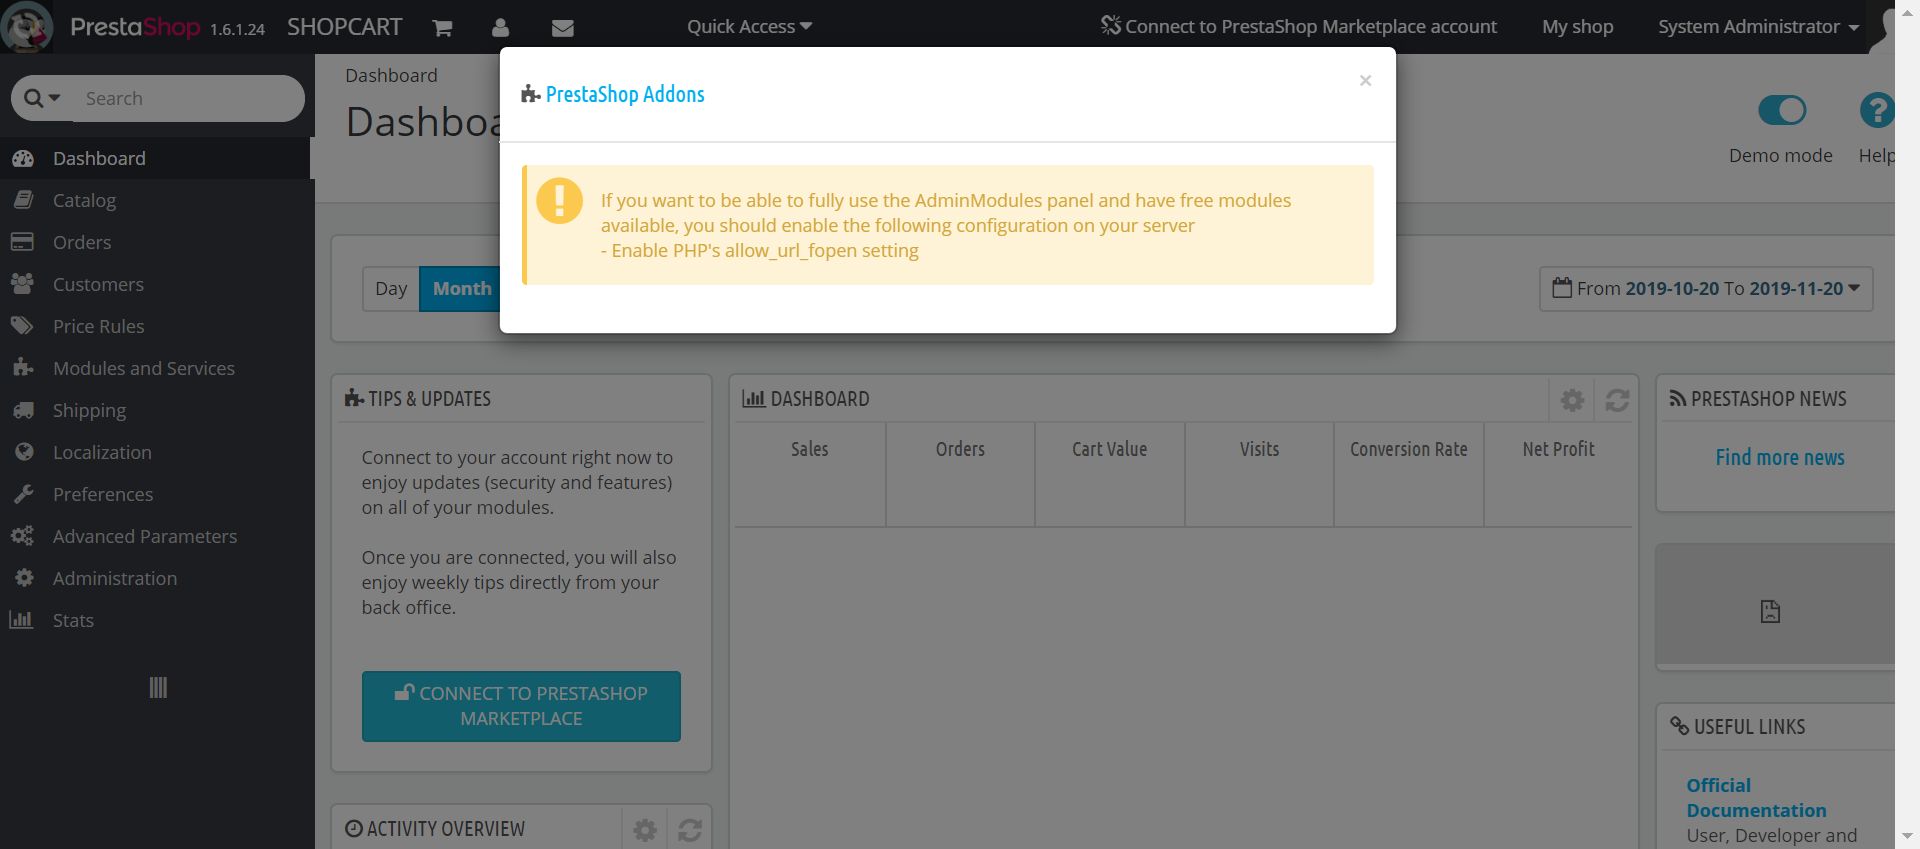 PrestaShop 1.6.1.24 SHOPCART Quick Access Connect to PrestaShop Marketplace account My shop System Administrator
Search
Dashboard
Catalog
Orders
Customers
Price Rules
Modules and Services
Shipping
Localization
Preferences
Advanced Parameters
Administration
Stats
Dashboard
Dashboa
Demo mode
Help
PrestaShop Addons
×
If you want to be able to fully use the AdminModules panel and have free modules
available, you should enable the following configuration on your server
- Enable PHP's allow_url_fopen setting
Day Month
From 2019-10-20 To 2019-11-20
TIPS & UPDATES
Connect to your account right now to
enjoy updates (security and features)
on all of your modules.
Once you are connected, you will also
enjoy weekly tips directly from your
back office.
CONNECT TO PRESTASHOP
MARKETPLACE
ACTIVITY OVERVIEW
DASHBOARD
Sales Orders Cart Value Visits Conversion Rate Net Profit
PRESTASHOP NEWS
Find more news
USEFUL LINKS
Official
Documentation
User, Developer and